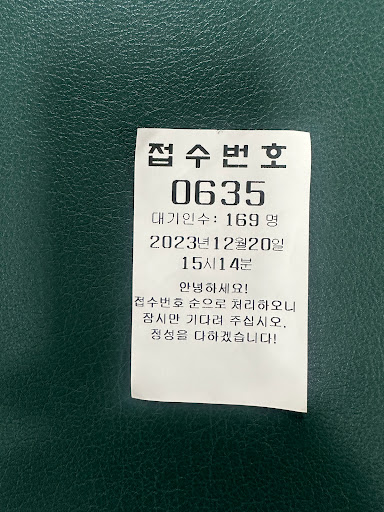 접수번호
0635
대기인수: 169 명
2023년12월20일
15시14분
안녕하세요!
접수번호 순으로 처리하오니
잠시만 기다려 주십시오.
정성을 다하겠습니다!